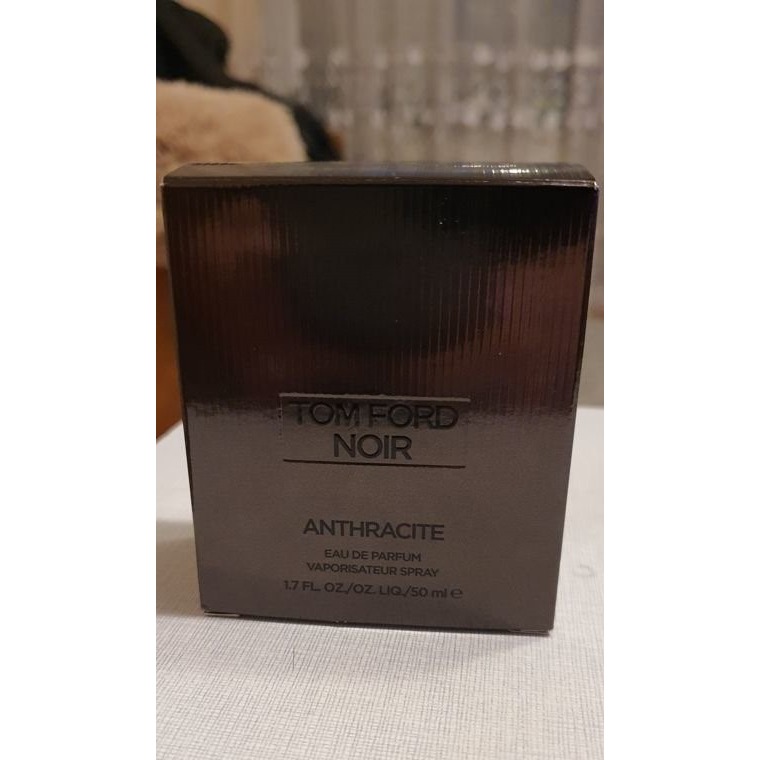 TOM FORD
NOIR
ANTHRACITE
EAU DE PARFUM
VAPORISATEUR SPRAY
1.7 FL. OZ./OZ. LIQ./50 ml ℮